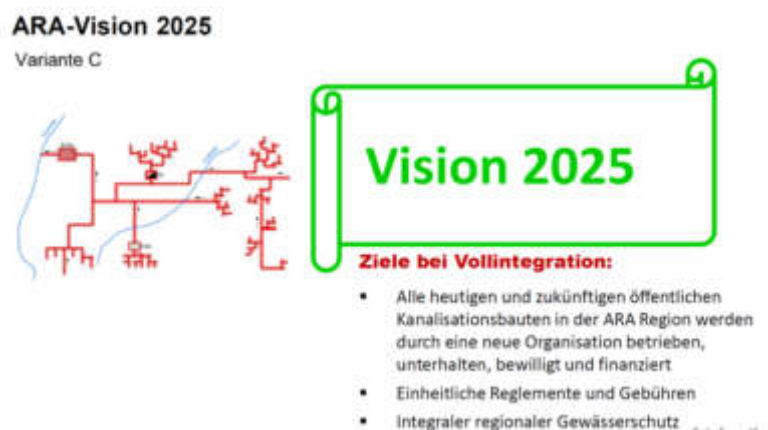 ARA-Vision 2025
Variante C
Vision 2025
Ziele bei Vollintegration:
▪ Alle heutigen und zukünftigen öffentlichen
Kanalisationsbauten in der ARA Region werden
durch eine neue Organisation betrieben,
unterhalten, bewilligt und finanziert
▪ Einheitliche Reglemente und Gebühren
▪ Integraler regionaler Gewässerschutz